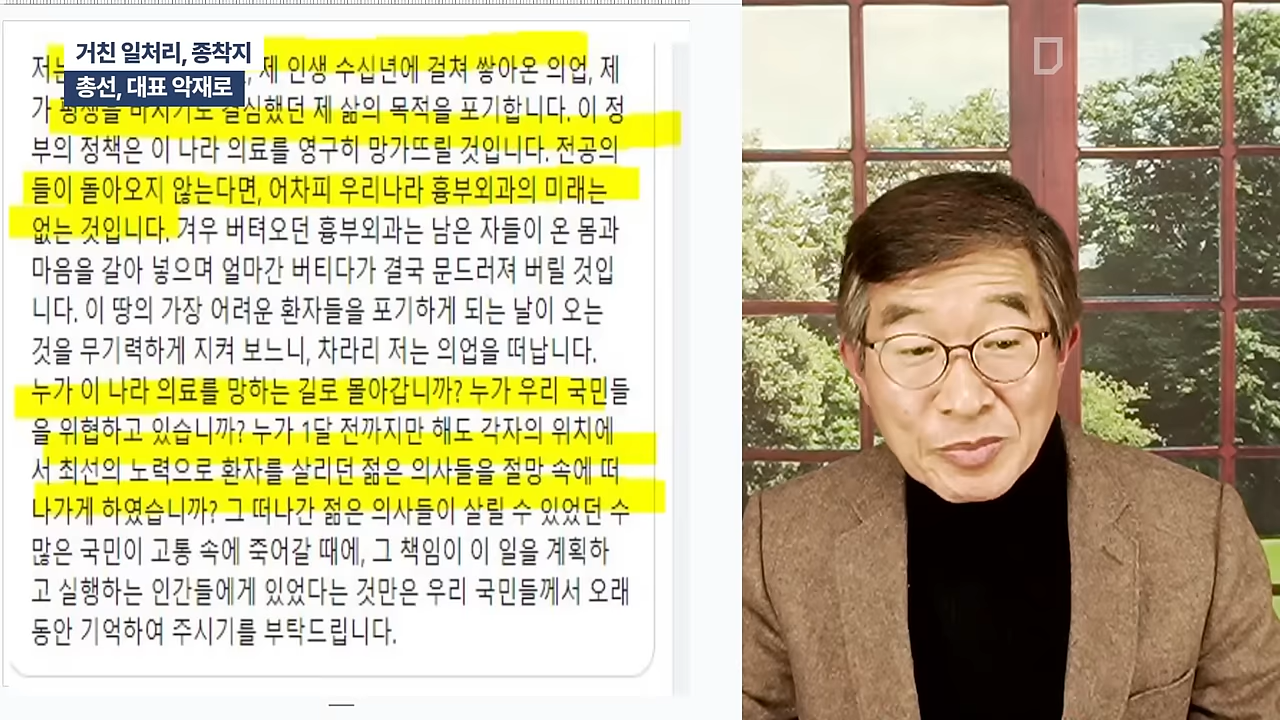 거친 일처리, 종착지
총선, 대표 악재로
저는 제 인생 수십년에 걸쳐 쌓아온 의업, 제
가 평생을 바치기로 결심했던 제 삶의 목적을 포기합니다. 이 정
부의 정책은 이 나라 의료를 영구히 망가뜨릴 것입니다. 전공의
들이 돌아오지 않는다면, 어차피 우리나라 흉부외과의 미래는
없는 것입니다. 겨우 버텨오던 흉부외과는 남은 자들이 온 몸과
마음을 갈아 넣으며 얼마간 버티다가 결국 문드러져 버릴 것입
니다. 이 땅의 가장 어려운 환자들을 포기하게 되는 날이 오는
것을 무기력하게 지켜 보느니, 차라리 저는 의업을 떠납니다.
누가 이 나라 의료를 망하는 길로 몰아갑니까? 누가 우리 국민들
을 위협하고 있습니까? 누가 1달 전까지만 해도 각자의 위치에
서 최선의 노력으로 환자를 살리던 젊은 의사들을 절망 속에 떠
나가게 하였습니까? 그 떠나간 젊은 의사들이 살릴 수 있었던 수
많은 국민이 고통 속에 죽어갈 때에, 그 책임이 이 일을 계획하
고 실행하는 인간들에게 있었다는 것만은 우리 국민들께서 오래
동안 기억하여 주시기를 부탁드립니다.